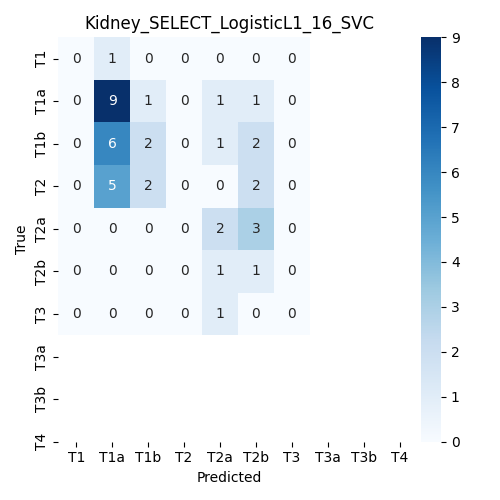 Kidney_SELECT_LogisticL1_16_SVC
T1 0 1 0 0 0 0 0
T1a 0 9 1 0 1 1 0
T1b 0 6 2 0 1 2 0
T2 0 5 2 0 0 2 0
T2a 0 0 0 0 2 3 0
T2b 0 0 0 0 1 1 0
T3 0 0 0 0 1 0 0
T3a
T3b
T4
True
T1 T1a T1b T2 T2a T2b T3 T3a T3b T4
Predicted
9
8
7
6
5
4
3
2
1
0